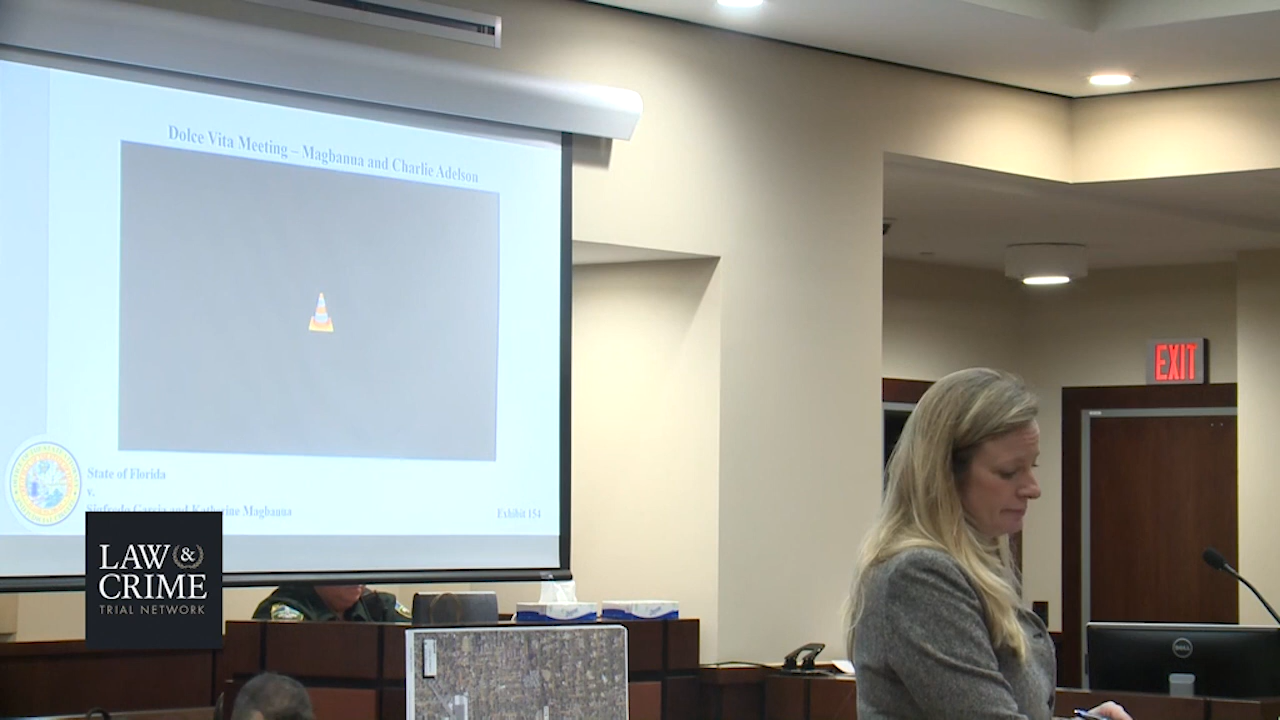 Dolce Vita Meeting – Magbanua and Charlie Adelson
State of Florida
v.
Sigfredo Garcia and Katherine Magbanua
Exhibit 154
LAW &
CRIME
TRIAL NETWORK
EXIT
DELL